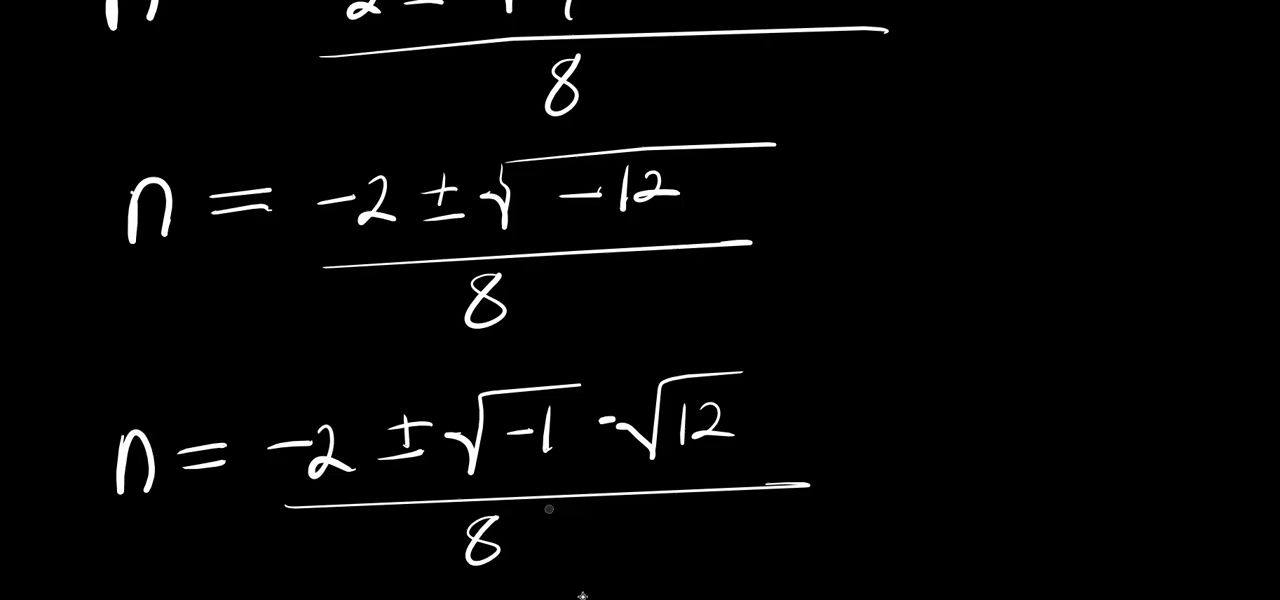 8
n = -2 ± √-12
8
n = -2 ± √-1 · √12
8